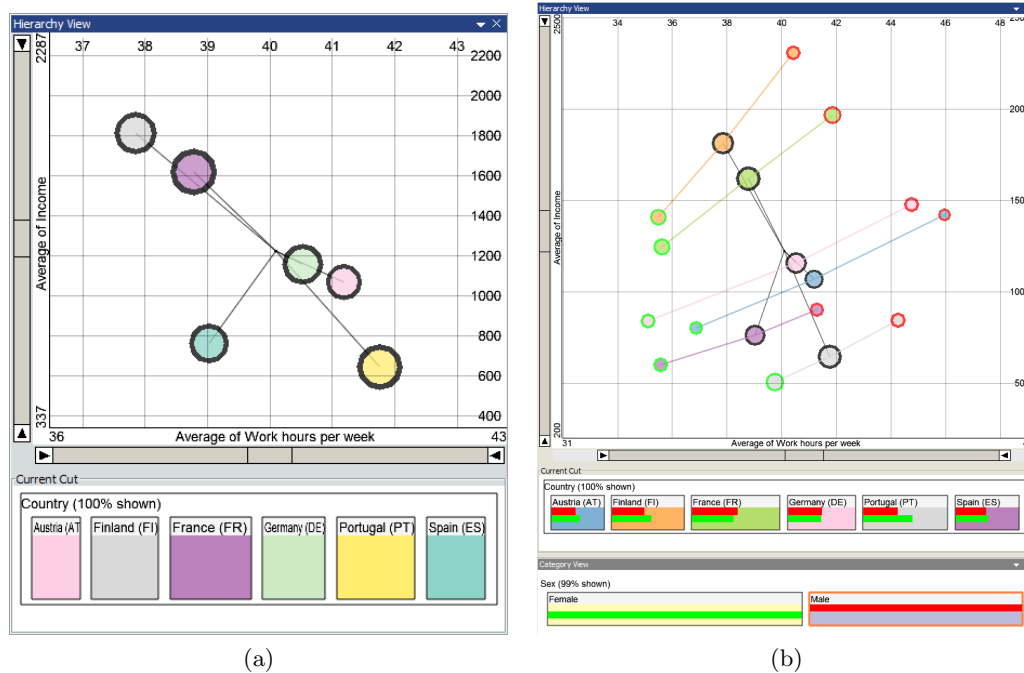 Hierarchy View
37 38 39 40 41 42 43
2287
2200
2000
1800
1600
1400
1200
1000
800
600
400
Average of Income
337
36 Average of Work hours per week 43
Current Cut
Country (100% shown)
Austria (AT Finland (FI) France (FR) Germany (DE) Portugal (PT) Spain (ES)
(a)
Hierarchy View
34 36 38 40 42 44 46 48
2500
200
150
100
50
Average of Income
200
31 Average of Work hours per week
Current Cut
Country (100% shown)
Austria (AT) Finland (FI) France (FR) Germany (DE) Portugal (PT) Spain (ES)
Category View
Sex (99% shown)
Female Male
(b)